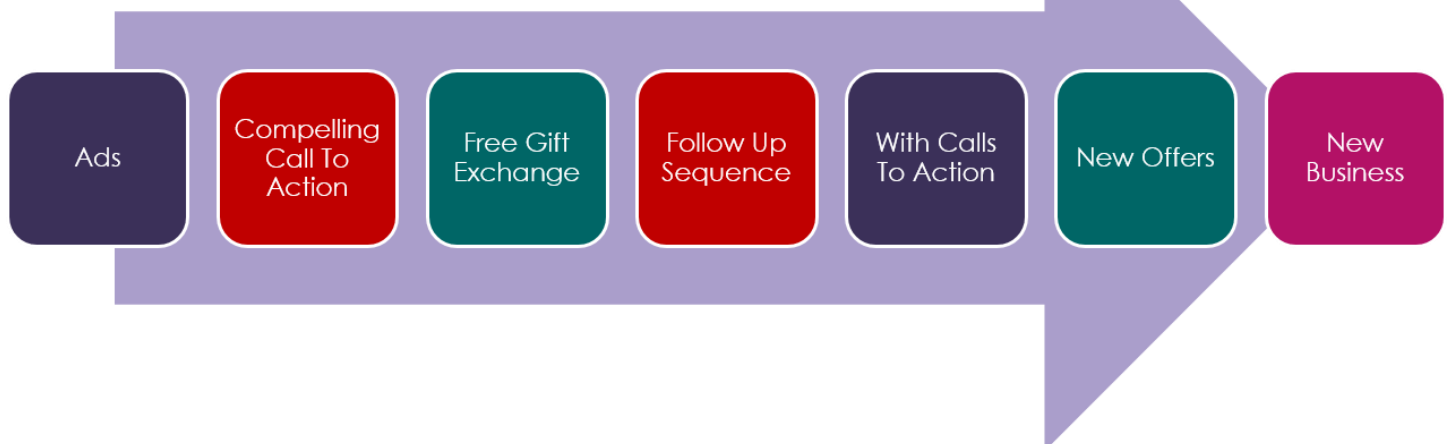 Ads
Compelling
Call To
Action
Free Gift
Exchange
Follow Up
Sequence
With Calls
To Action
New Offers
New
Business